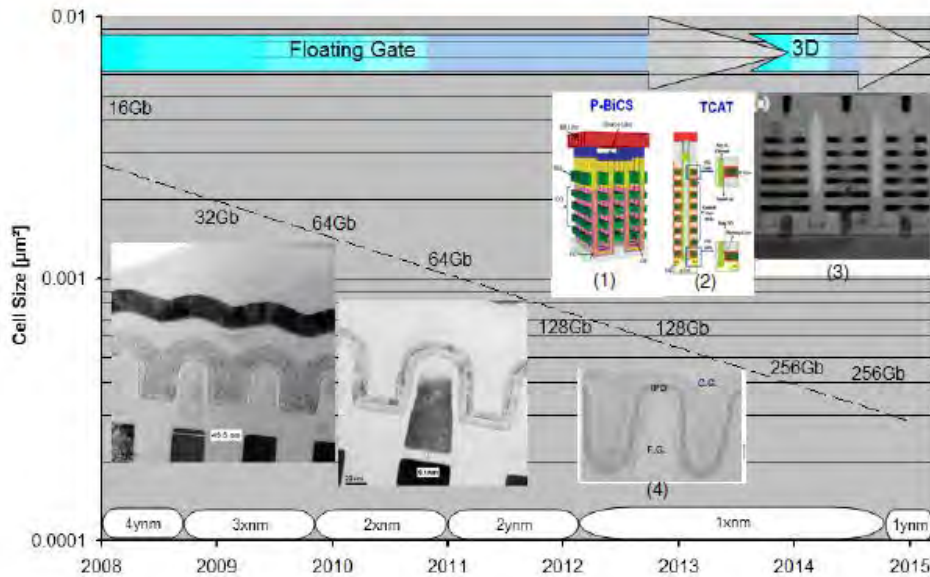 0.01
Floating Gate
3D
16Gb
P-BiCS
TCAT
32Gb
64Gb
64Gb
Cell Size [µm²]
0.001
(1)
(2)
(3)
128Gb
128Gb
256Gb
256Gb
IPD
C.G.
F.G.
(4)
4ynm
3xnm
2xnm
2ynm
1xnm
1ynm
0.0001
2008
2009
2010
2011
2012
2013
2014
2015